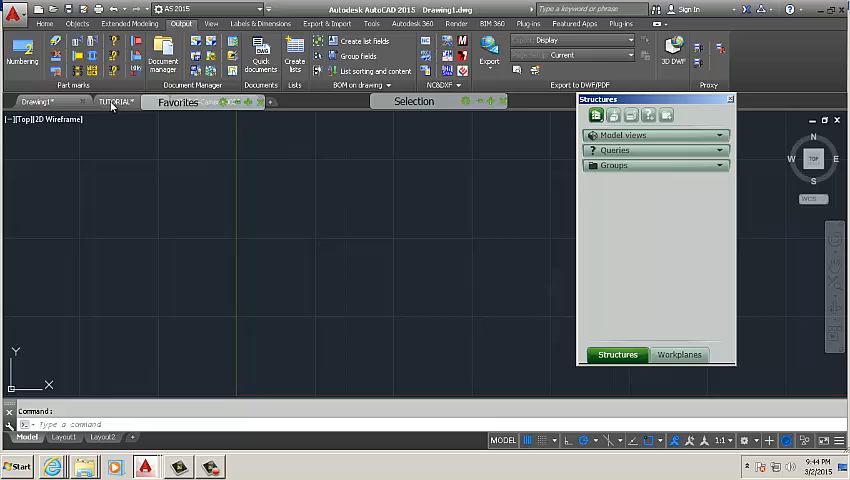 AS 2015
Autodesk AutoCAD 2015 Drawing1.dwg
Type a keyword or phrase
Sign In
Home Objects Extended Modeling Output View Labels & Dimensions Export & Import Tools Autodesk 360 Render BIM 360 Plug-ins Featured Apps Plug-ins
Numbering
Document manager
Quick documents
Create lists
Create list fields
Group fields
List sorting and contents
Export
Export: Display
Page Setup: Current
3D DWF
Part marks Document Manager BOM on drawing NC&DXF Export to DWF/PDF Proxy
Drawing1* TUTORIAL* Favorites Selection
[−][Top][2D Wireframe]
Structures
Model views
? Queries
Groups
Structures Workplanes
N
W TOP E
S
WCS
Y
X
Command:
Type a command
Model Layout1 Layout2 +
MODEL 1:1
Start
9:44 PM
3/2/2015